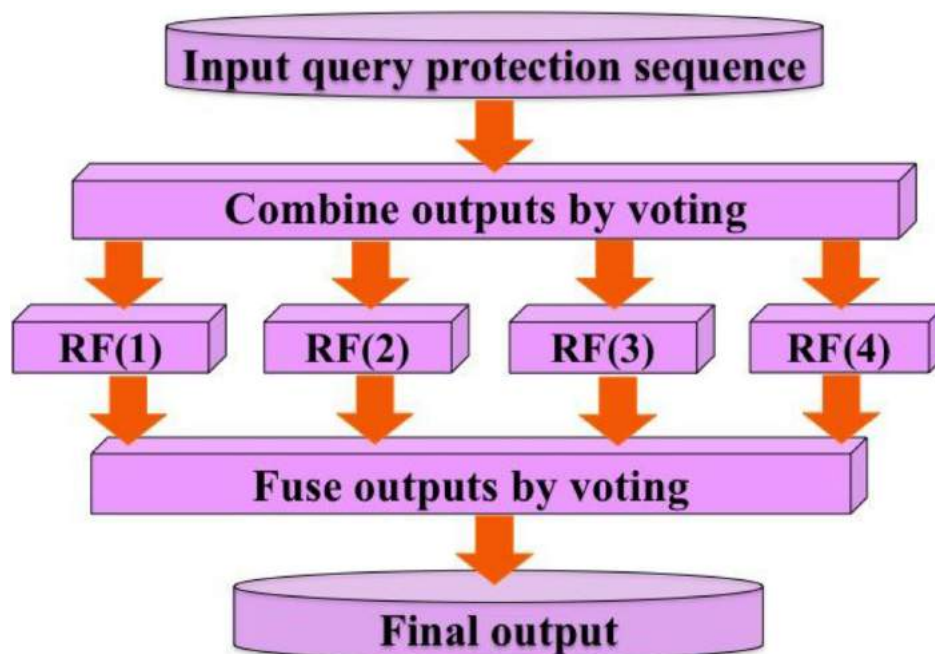 Input query protection sequence
Combine outputs by voting
RF(1) RF(2) RF(3) RF(4)
Fuse outputs by voting
Final output